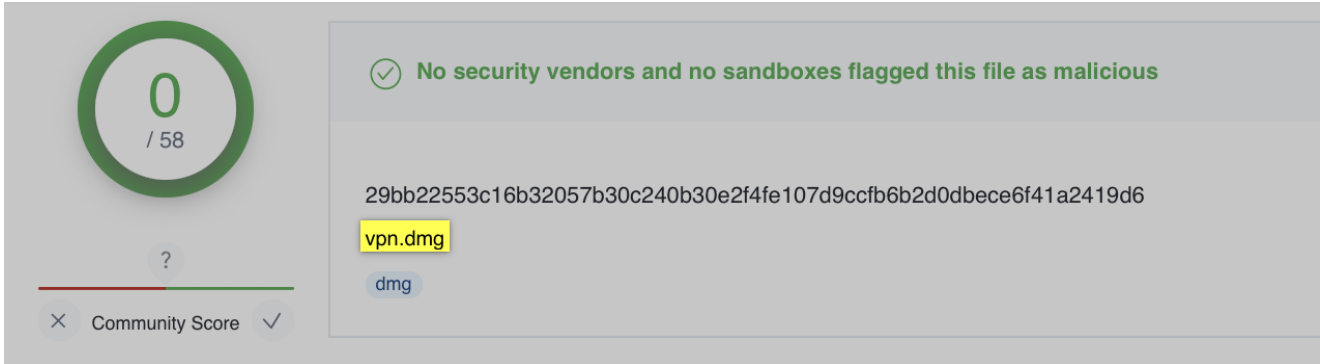 0
/ 58
?
Community Score
No security vendors and no sandboxes flagged this file as malicious
29bb22553c16b32057b30c240b30e2f4fe107d9ccfb6b2d0dbece6f41a2419d6
vpn.dmg
dmg